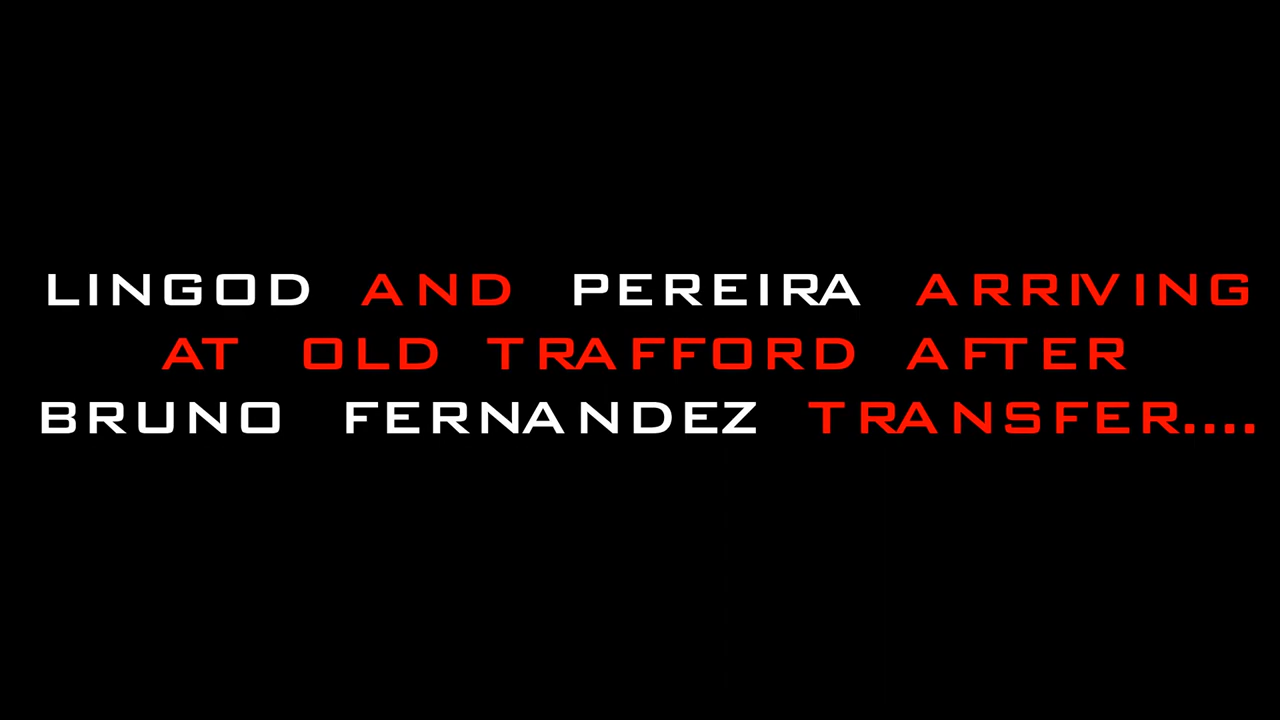 LINGOD AND PEREIRA ARRIVING
AT OLD TRAFFORD AFTER
BRUNO FERNANDEZ TRANSFER....